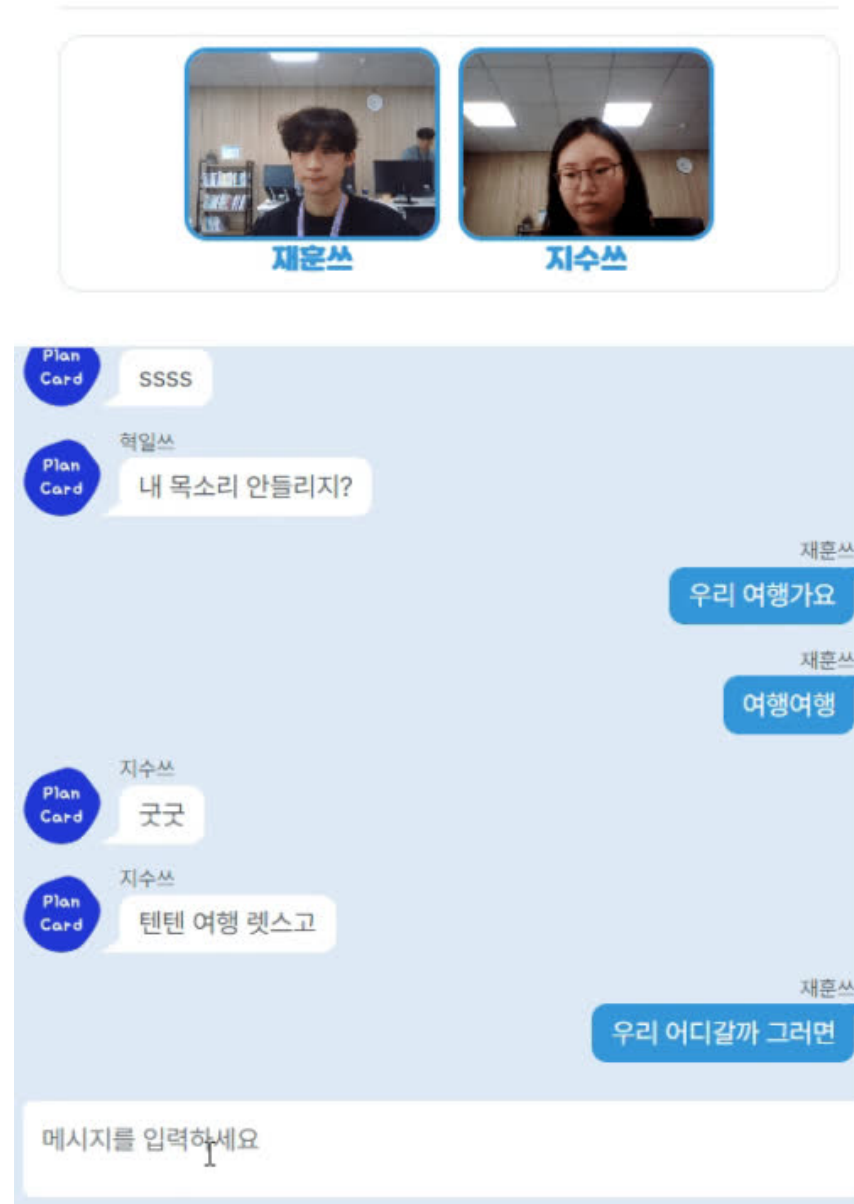 재훈쓰 지수쓰
Plan
Card
ssss
혁일쓰
Plan
Card
내 목소리 안들리지?
재훈쓰
우리 여행가요
재훈쓰
여행여행
지수쓰
Plan
Card
굿굿
지수쓰
Plan
Card
텐텐 여행 렛스고
재훈쓰
우리 어디갈까 그러면
메시지를 입력하세요